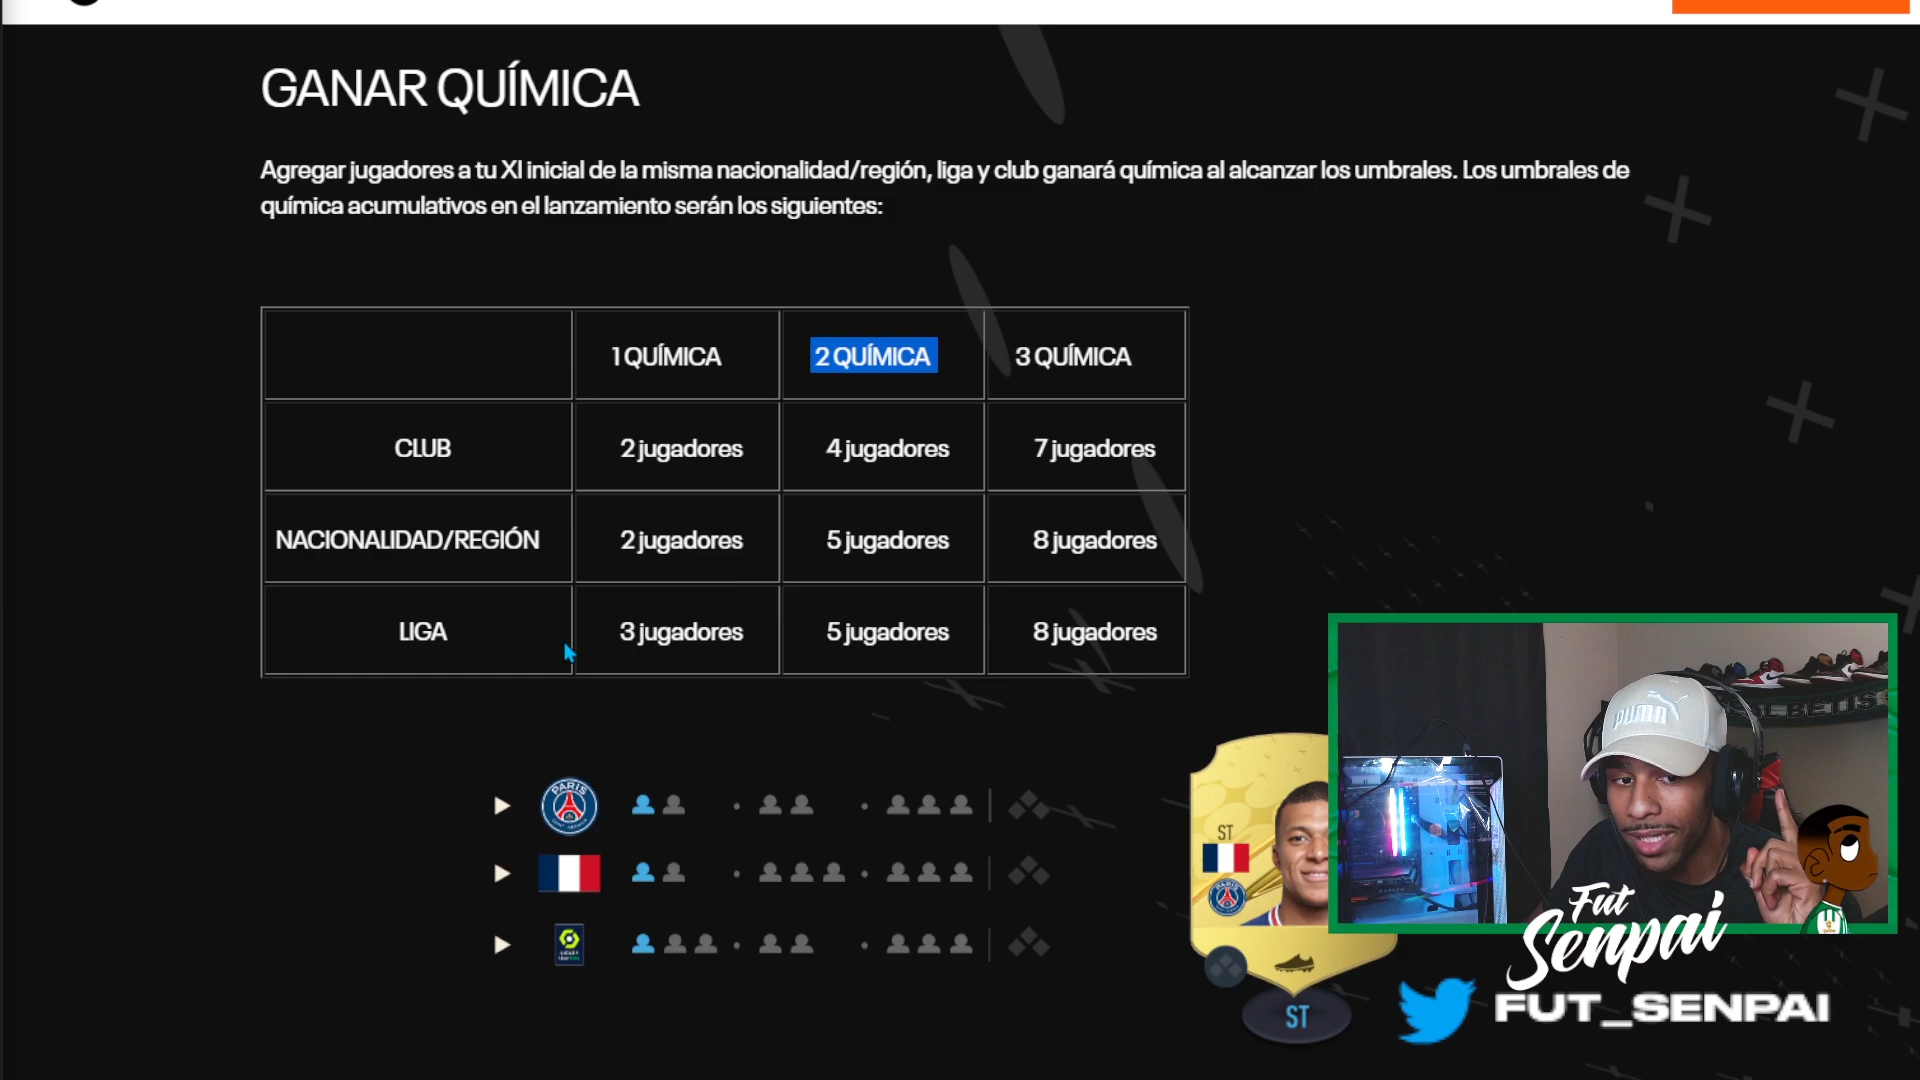 GANAR QUÍMICA
Agregar jugadores a tu XI inicial de la misma nacionalidad/región, liga y club ganará química al alcanzar los umbrales. Los umbrales de
química acumulativos en el lanzamiento serán los siguientes:
1 QUÍMICA 2 QUÍMICA 3 QUÍMICA
CLUB 2 jugadores 4 jugadores 7 jugadores
NACIONALIDAD/REGIÓN 2 jugadores 5 jugadores 8 jugadores
LIGA 3 jugadores 5 jugadores 8 jugadores
PARIS
ST
ST
PUMA
Fut
Senpai
FUT_SENPAI